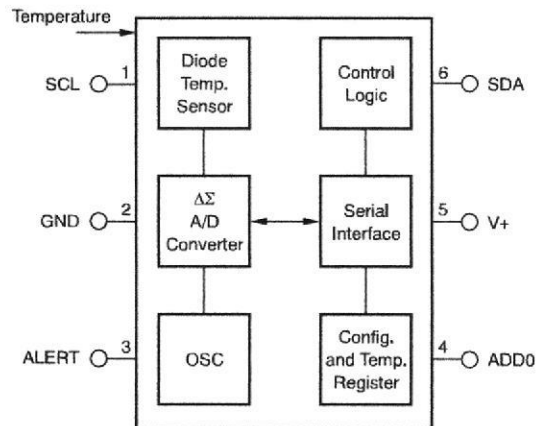 Temperature
SCL
1
Diode
Temp.
Sensor
Control
Logic
6
SDA
GND
2
ΔΣ
A/D
Converter
Serial
Interface
5
V+
ALERT
3
OSC
Config.
and Temp.
Register
4
ADD0